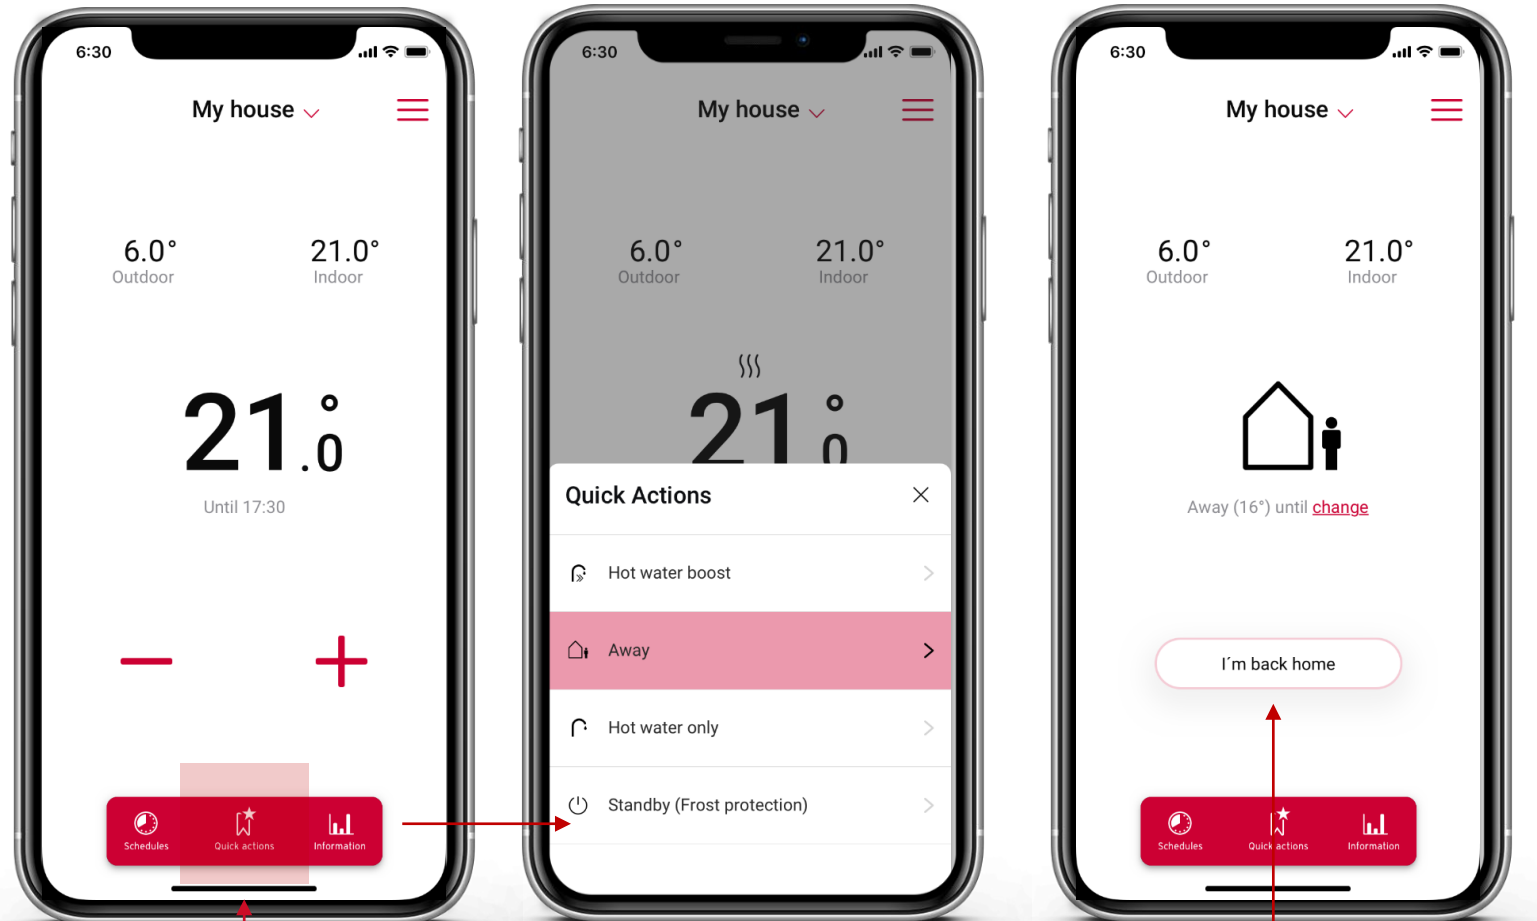 6:30
My house
6.0°
21.0°
Outdoor
Indoor
21.0°
Until 17:30
Schedules
Quick actions
Information
6:30
My house
6.0°
21.0°
Outdoor
Indoor
21°0
Quick Actions
Hot water boost
Away
Hot water only
Standby (Frost protection)
6:30
My house
6.0°
21.0°
Outdoor
Indoor
Away (16°) until change
I´m back home
Schedules
Quick actions
Information